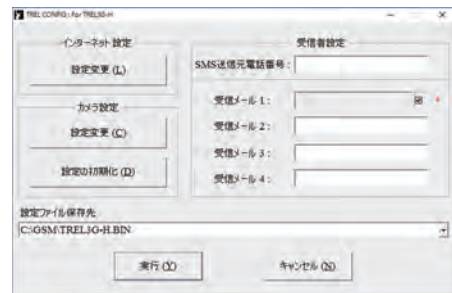 TREL CONFIG : For TREL3G-H
インターネット 設定
設定変更 (L)
カメラ設定
設定変更 (C)
設定の初期化 (D)
受信者設定
SMS送信元電話番号 :
受信メール 1 :
*
受信メール 2 :
受信メール 3 :
受信メール 4 :
設定ファイル保存先
C:\GSM\TREL3G-H.BIN
実行 (Y)
キャンセル (N)